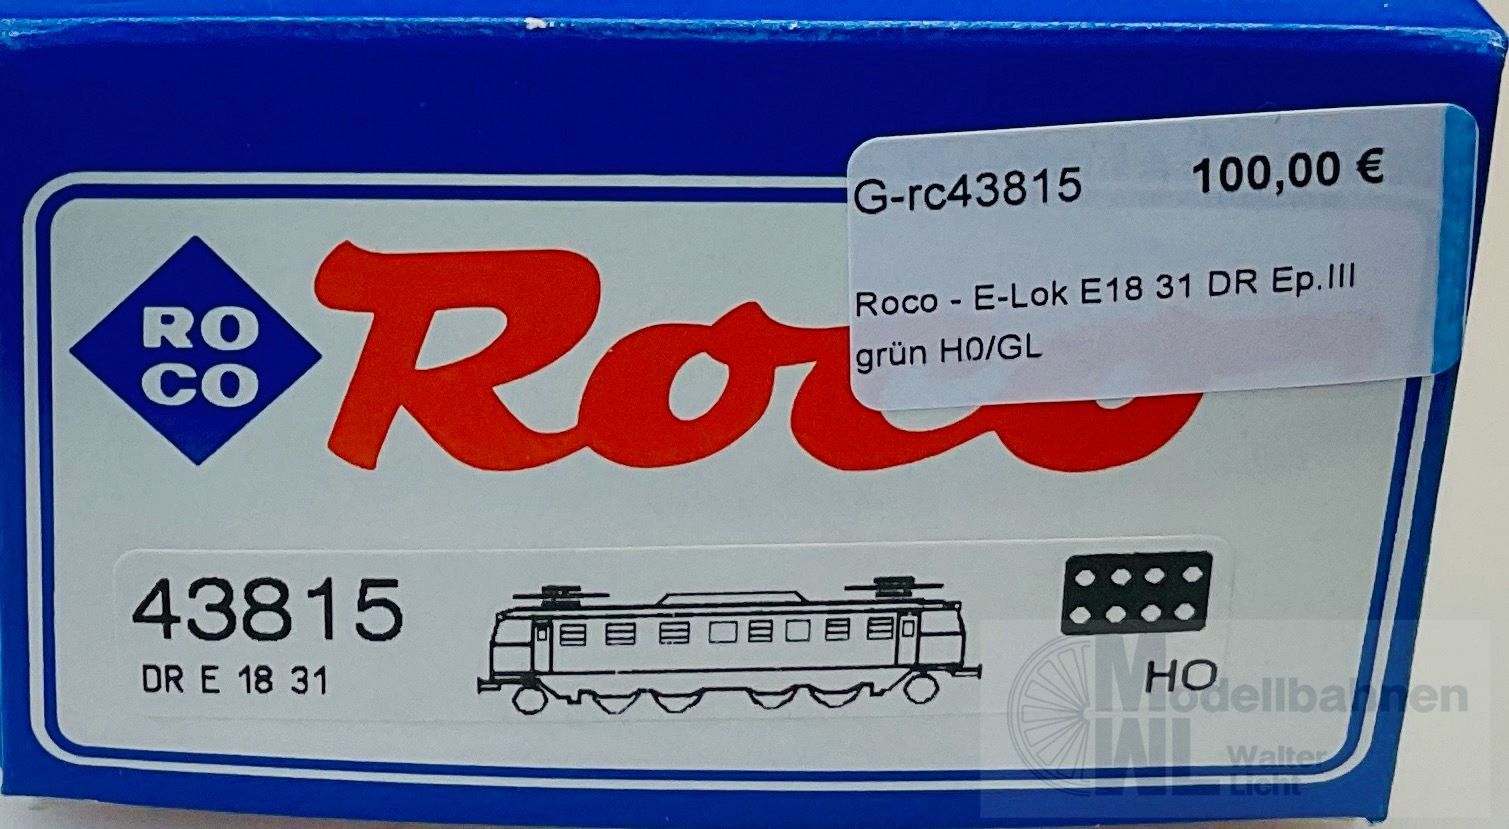 G-rc43815 100,00 €
Roco - E-Lok E18 31 DR Ep.III
grün H0/GL
RO
CO
Roco
43815
DR E 18 31
HO
Modellbahnen
WL Walter
Licht